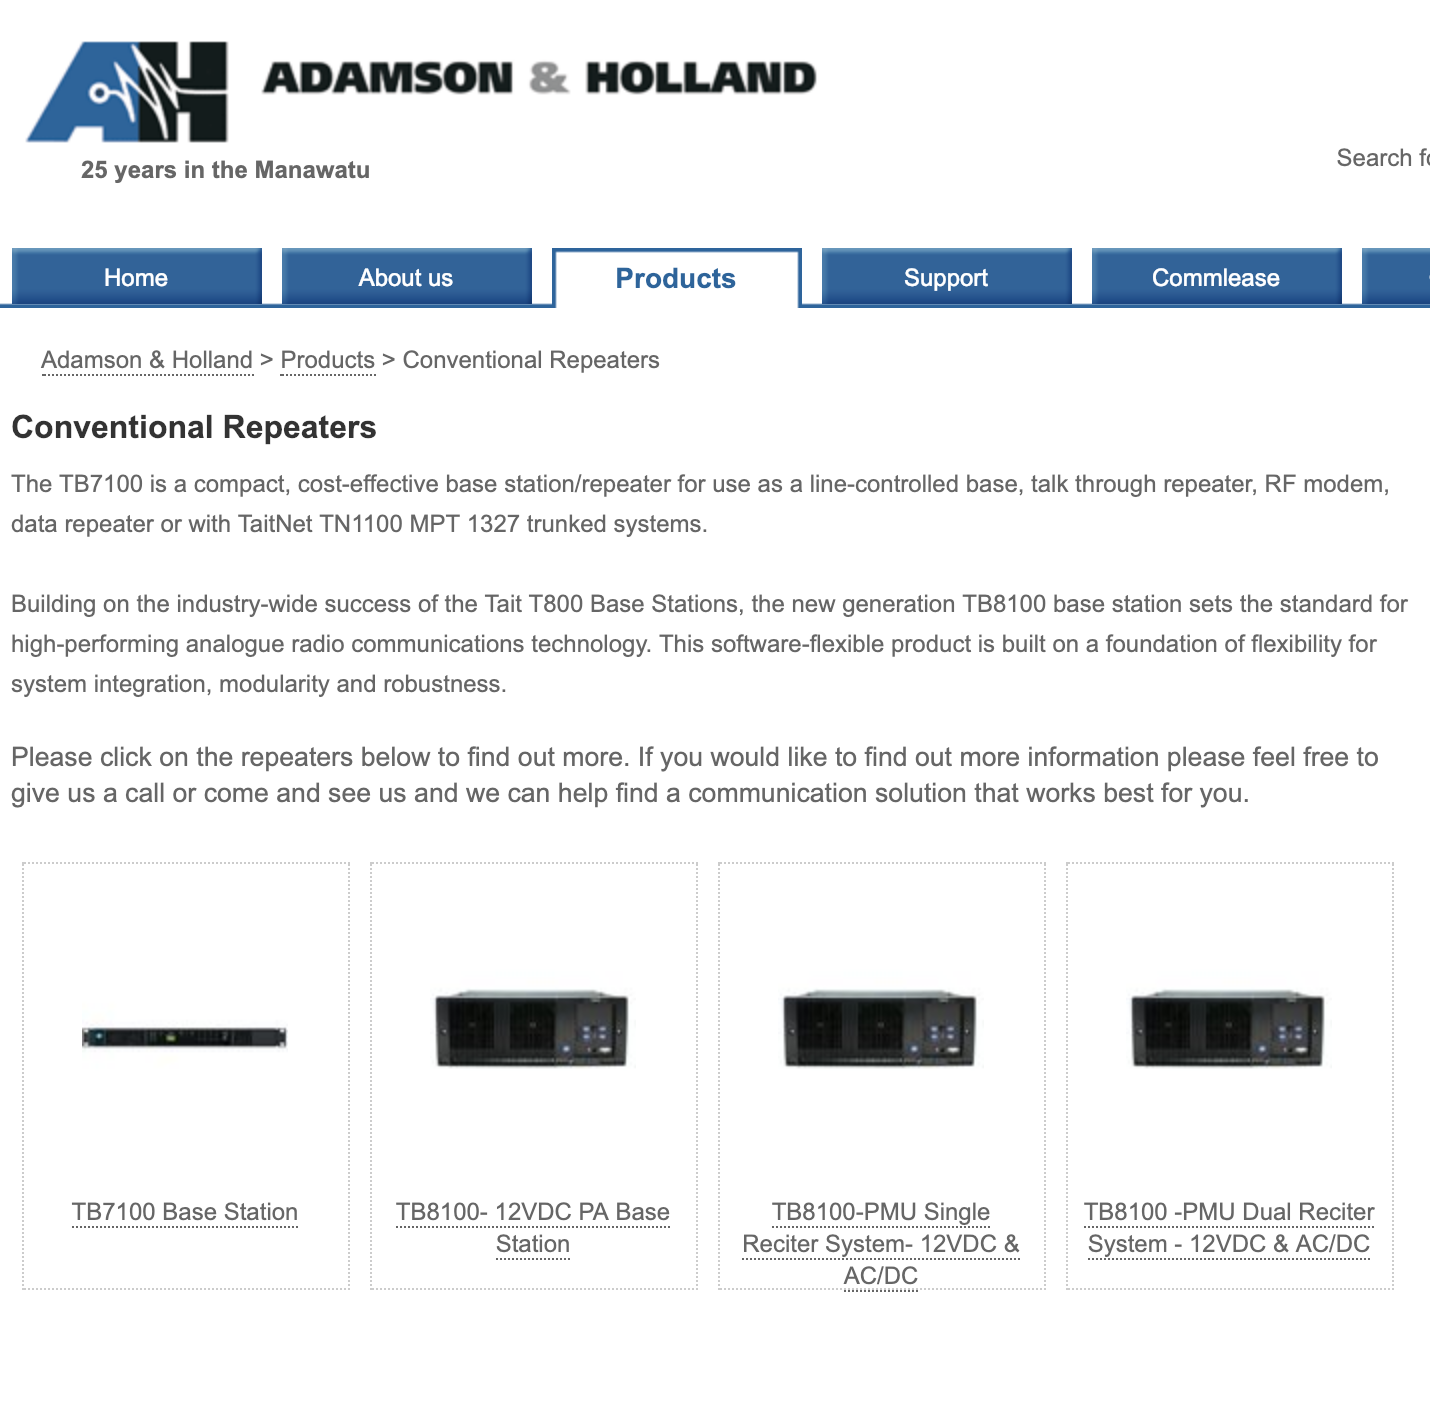 ADAMSON & HOLLAND
25 years in the Manawatu
Search
Home
About us
Products
Support
Commlease
Adamson & Holland > Products > Conventional Repeaters
Conventional Repeaters
The TB7100 is a compact, cost-effective base station/repeater for use as a line-controlled base, talk through repeater, RF modem,
data repeater or with TaitNet TN1100 MPT 1327 trunked systems.
Building on the industry-wide success of the Tait T800 Base Stations, the new generation TB8100 base station sets the standard for
high-performing analogue radio communications technology. This software-flexible product is built on a foundation of flexibility for
system integration, modularity and robustness.
Please click on the repeaters below to find out more. If you would like to find out more information please feel free to
give us a call or come and see us and we can help find a communication solution that works best for you.
TB7100 Base Station
TB8100- 12VDC PA Base
Station
TB8100-PMU Single
Reciter System- 12VDC &
AC/DC
TB8100 -PMU Dual Reciter
System - 12VDC & AC/DC